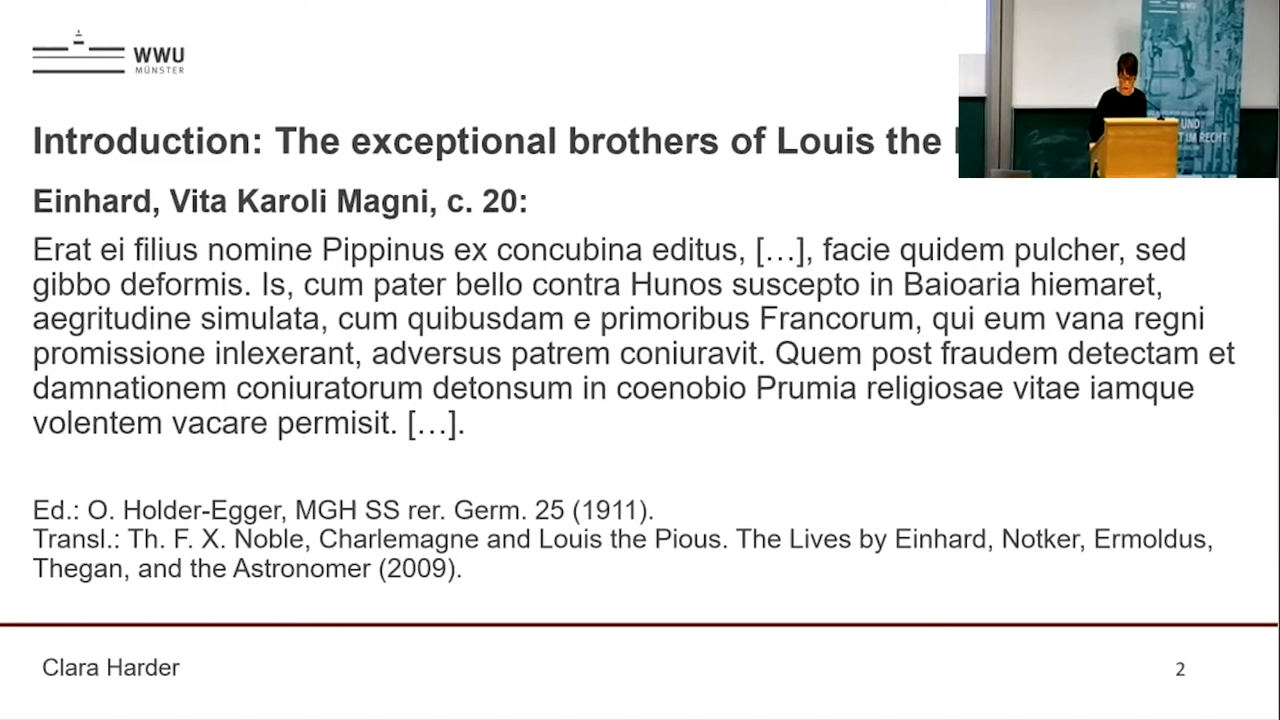 WWU
MÜNSTER
Introduction: The exceptional brothers of Louis the
Einhard, Vita Karoli Magni, c. 20:
Erat ei filius nomine Pippinus ex concubina editus, […], facie quidem pulcher, sed
gibbo deformis. Is, cum pater bello contra Hunos suscepto in Baioaria hiemaret,
aegritudine simulata, cum quibusdam e primoribus Francorum, qui eum vana regni
promissione inlexerant, adversus patrem coniuravit. Quem post fraudem detectam et
damnationem coniuratorum detonsum in coenobio Prumia religiosae vitae iamque
volentem vacare permisit. […].
Ed.: O. Holder-Egger, MGH SS rer. Germ. 25 (1911).
Transl.: Th. F. X. Noble, Charlemagne and Louis the Pious. The Lives by Einhard, Notker, Ermoldus,
Thegan, and the Astronomer (2009).
Clara Harder
2
WWU
UND
IM RECHT